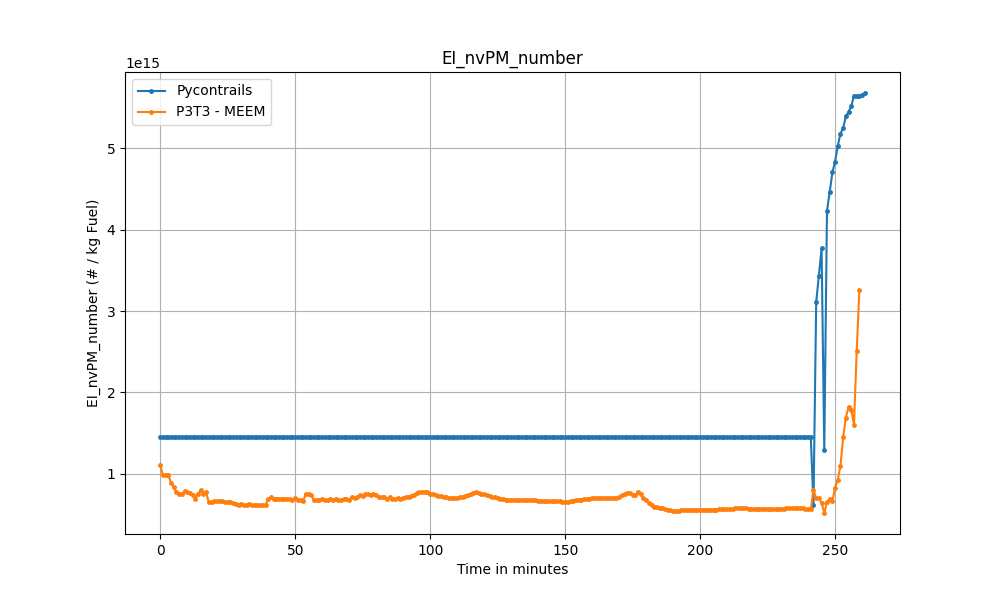 EI_nvPM_number
1e15
Pycontrails
P3T3 - MEEM
5
4
3
2
1
EI_nvPM_number (# / kg Fuel)
0 50 100 150 200 250
Time in minutes